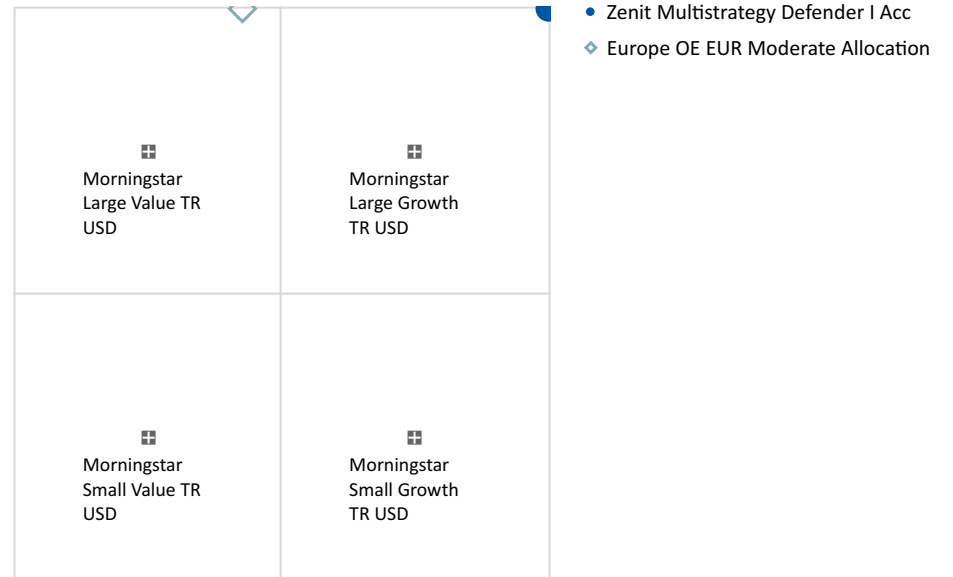 Zenit Multistrategy Defender I Acc
Europe OE EUR Moderate Allocation
Morningstar
Large Value TR
USD
Morningstar
Large Growth
TR USD
Morningstar
Small Value TR
USD
Morningstar
Small Growth
TR USD